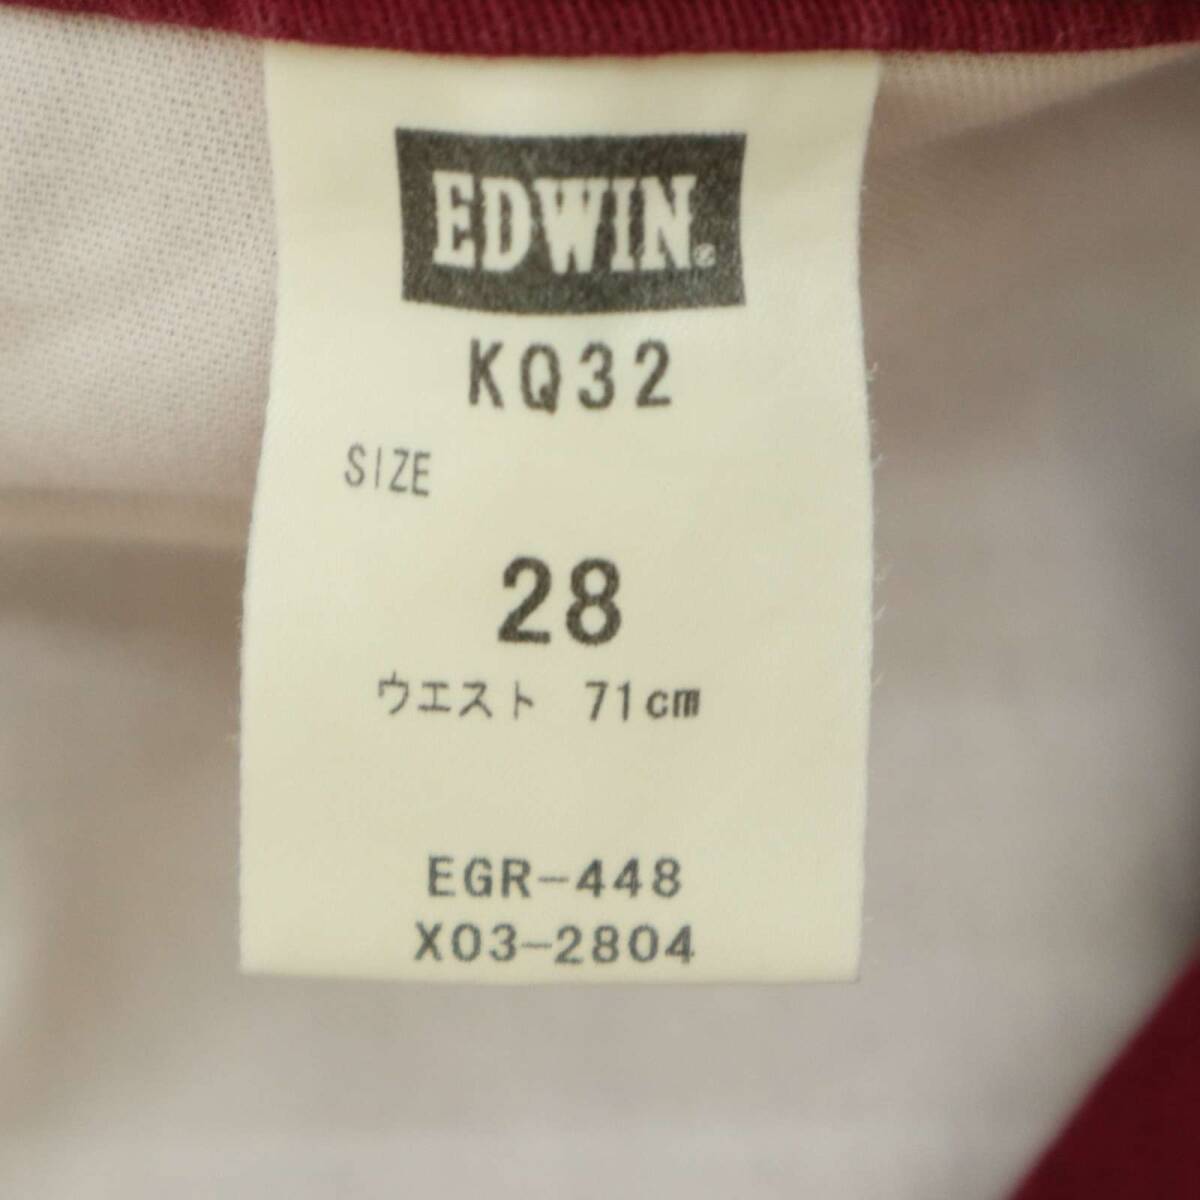 EDWIN®
KQ32
SIZE
28
ウエスト 71cm
EGR-448
X03-2804